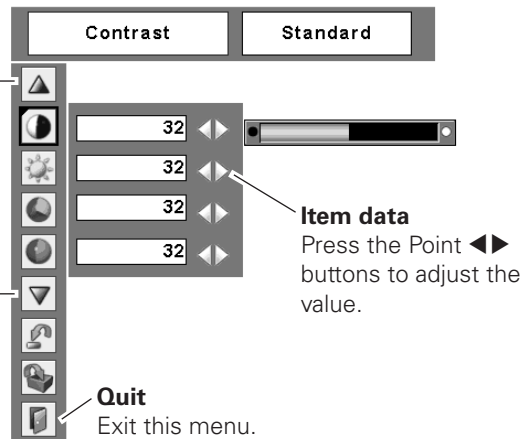 Contrast Standard
32
32
32
32
Item data
Press the Point ◀▶
buttons to adjust the
value.
Quit
Exit this menu.